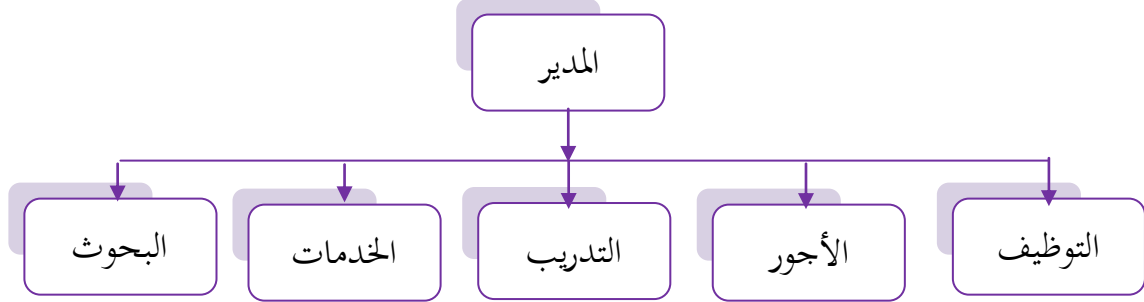 المدير
التوظيف
الأجور
التدريب
الخدمات
البحوث